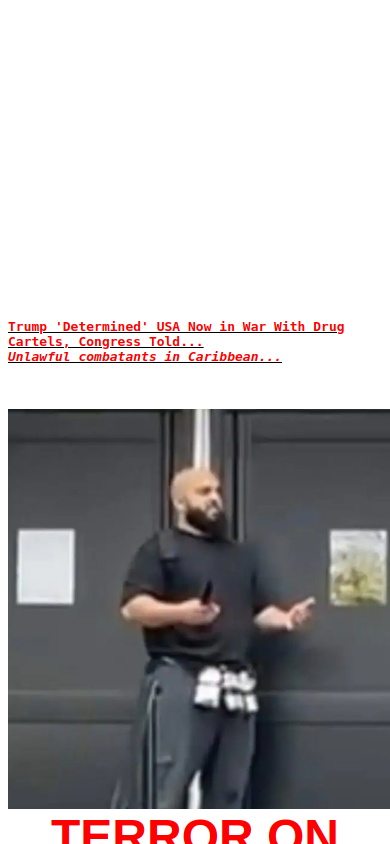 Trump 'Determined' USA Now in War With Drug
Cartels, Congress Told...
Unlawful combatants in Caribbean...
TERROR ON